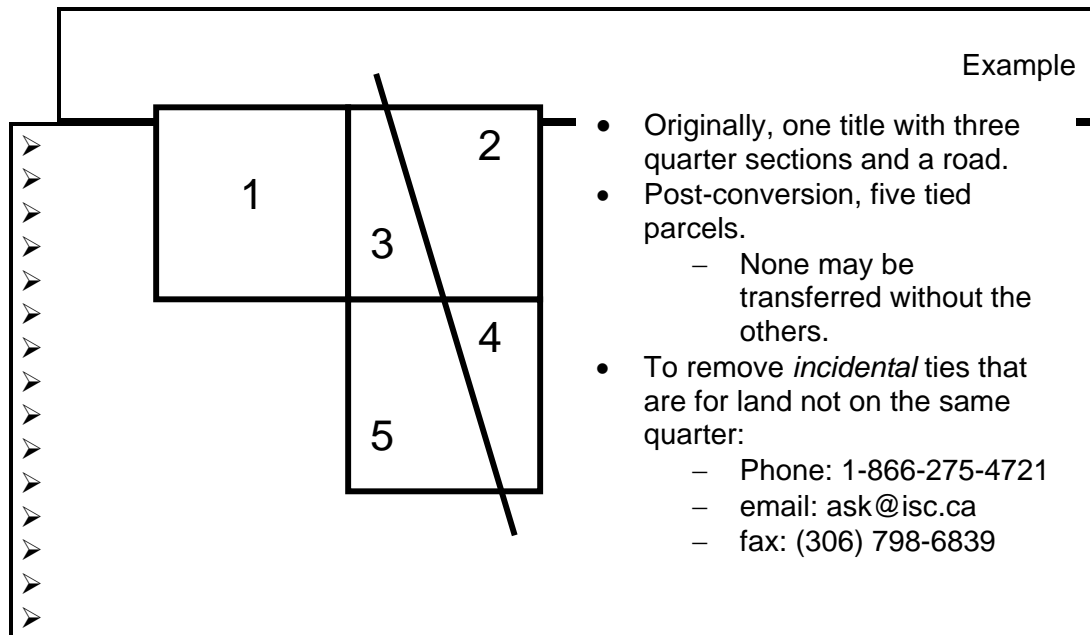 Example
1
2
3
4
5
• Originally, one title with three
quarter sections and a road.
• Post-conversion, five tied
parcels.
– None may be
transferred without the
others.
• To remove incidental ties that
are for land not on the same
quarter:
– Phone: 1-866-275-4721
– email: ask@isc.ca
– fax: (306) 798-6839